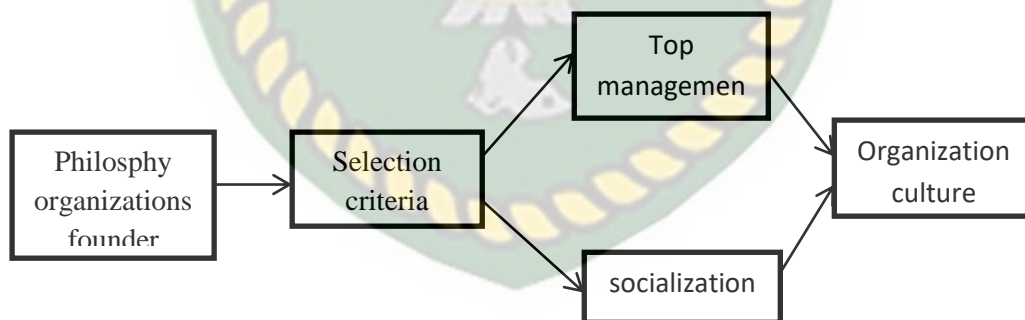 Philosphy
organizations
founder
Selection
criteria
Top
managemen
socialization
Organization
culture